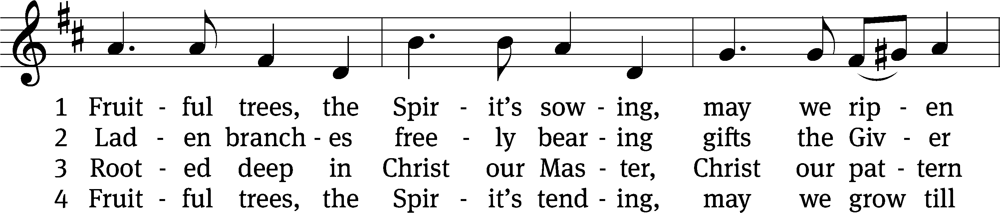 1 Fruit - ful trees, the Spir - it’s sow - ing, may we rip - en
2 Lad - en branch - es free - ly bear - ing gifts the Giv - er
3 Root - ed deep in Christ our Mas - ter, Christ our pat - tern
4 Fruit - ful trees, the Spir - it’s tend - ing, may we grow till